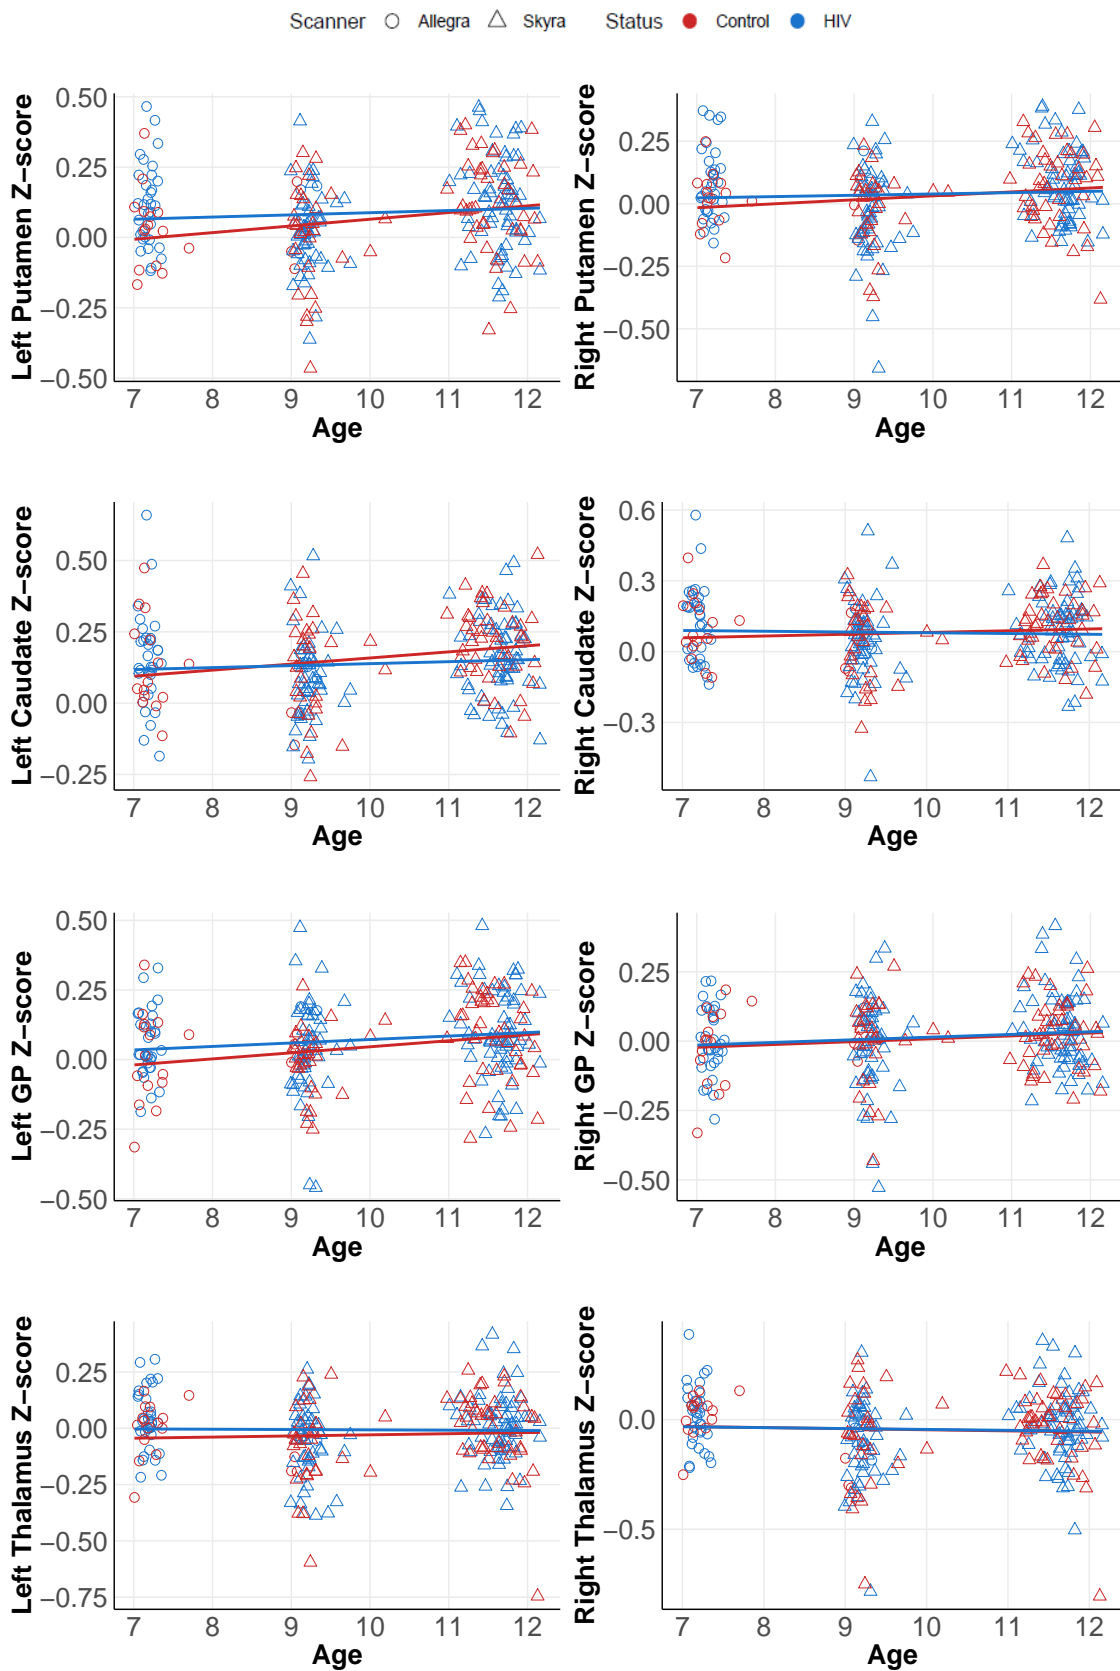 Scanner Allegra Skyra Status Control HIV
Left Putamen Z−score
0.50
0.25
0.00
−0.25
−0.50
7 8 9 10 11 12
Age
Right Putamen Z−score
0.25
0.00
−0.25
−0.50
7 8 9 10 11 12
Age
Left Caudate Z−score
0.50
0.25
0.00
−0.25
7 8 9 10 11 12
Age
Right Caudate Z−score
0.6
0.3
0.0
−0.3
7 8 9 10 11 12
Age
Left GP Z−score
0.50
0.25
0.00
−0.25
−0.50
7 8 9 10 11 12
Age
Right GP Z−score
0.25
0.00
−0.25
−0.50
7 8 9 10 11 12
Age
Left Thalamus Z−score
0.25
0.00
−0.25
−0.50
−0.75
7 8 9 10 11 12
Age
Right Thalamus Z−score
0.0
−0.5
7 8 9 10 11 12
Age